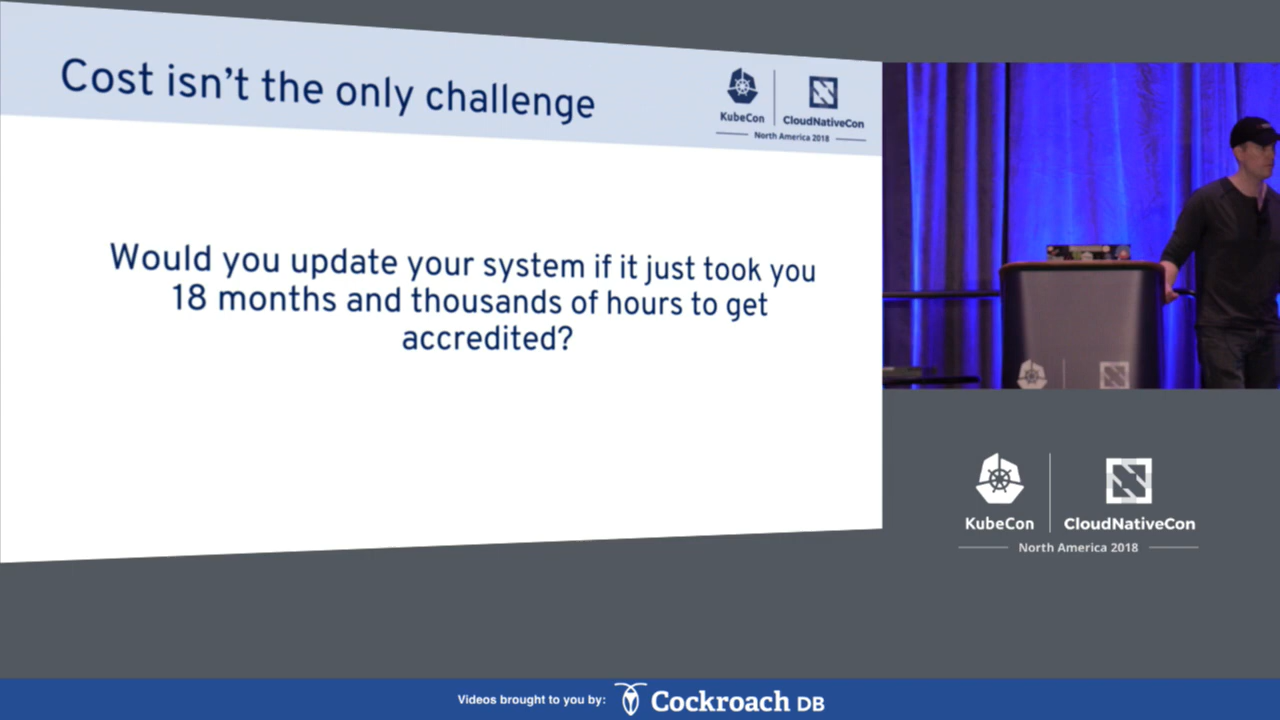 Cost isn't the only challenge
KubeCon
CloudNativeCon
North America 2018
Would you update your system if it just took you
18 months and thousands of hours to get
accredited?
KubeCon
CloudNativeCon
North America 2018
Videos brought to you by:
Cockroach DB